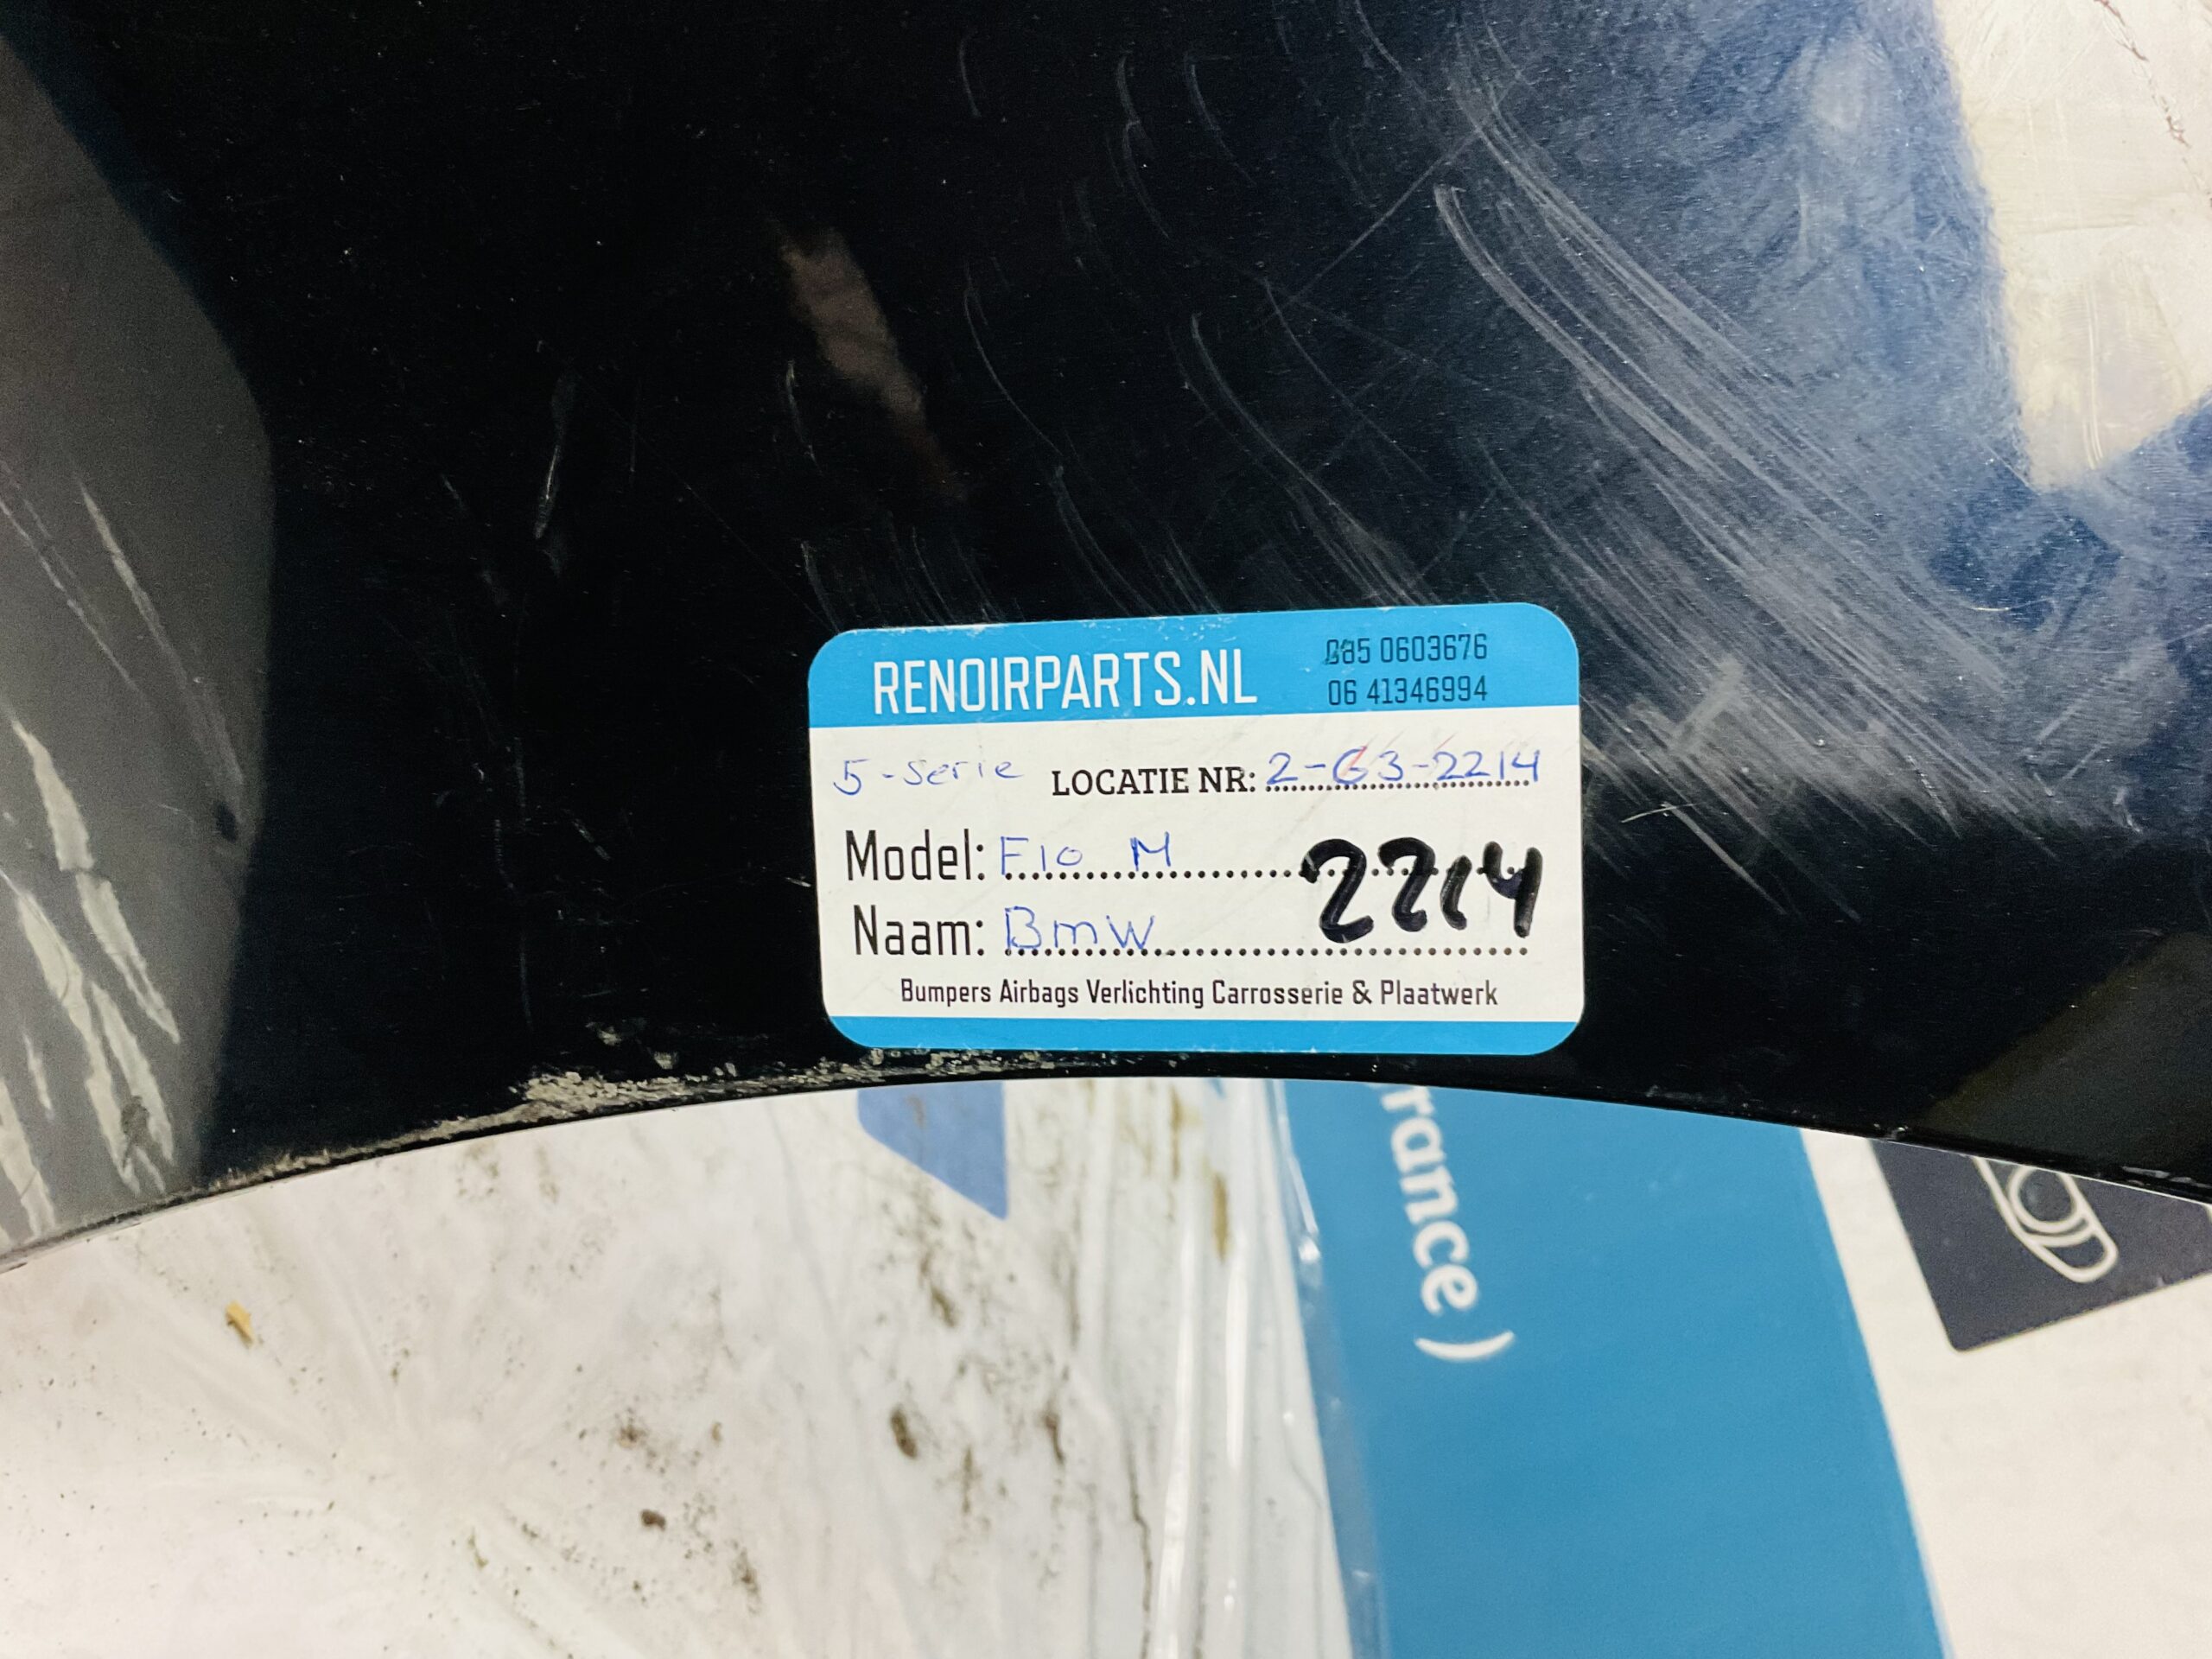 RENOIRPARTS.NL
085 0603676
06 41346994
5-Serie LOCATIE NR: 2-G3-2214
Model: F10 M
2214
Naam: BmW
Bumpers Airbags Verlichting Carrosserie & Plaatwerk
rance )